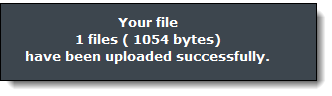 Your file
1 files ( 1054 bytes)
have been uploaded successfully.